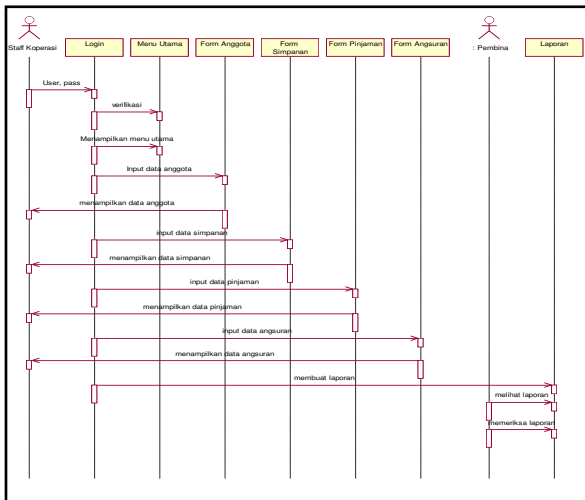 Staff Koperasi
Login
Menu Utama
Form Anggota
Form
Simpanan
Form Pinjaman
Form Angsuran
: Pembina
Laporan
User, pass
verifikasi
Menampilkan menu utama
Input data anggota
menampilkan data anggota
input data simpanan
menampilkan data simpanan
input data pinjaman
menampilkan data pinjaman
input data angsuran
menampilkan data angsuran
membuat laporan
melihat laporan
memeriksa laporan